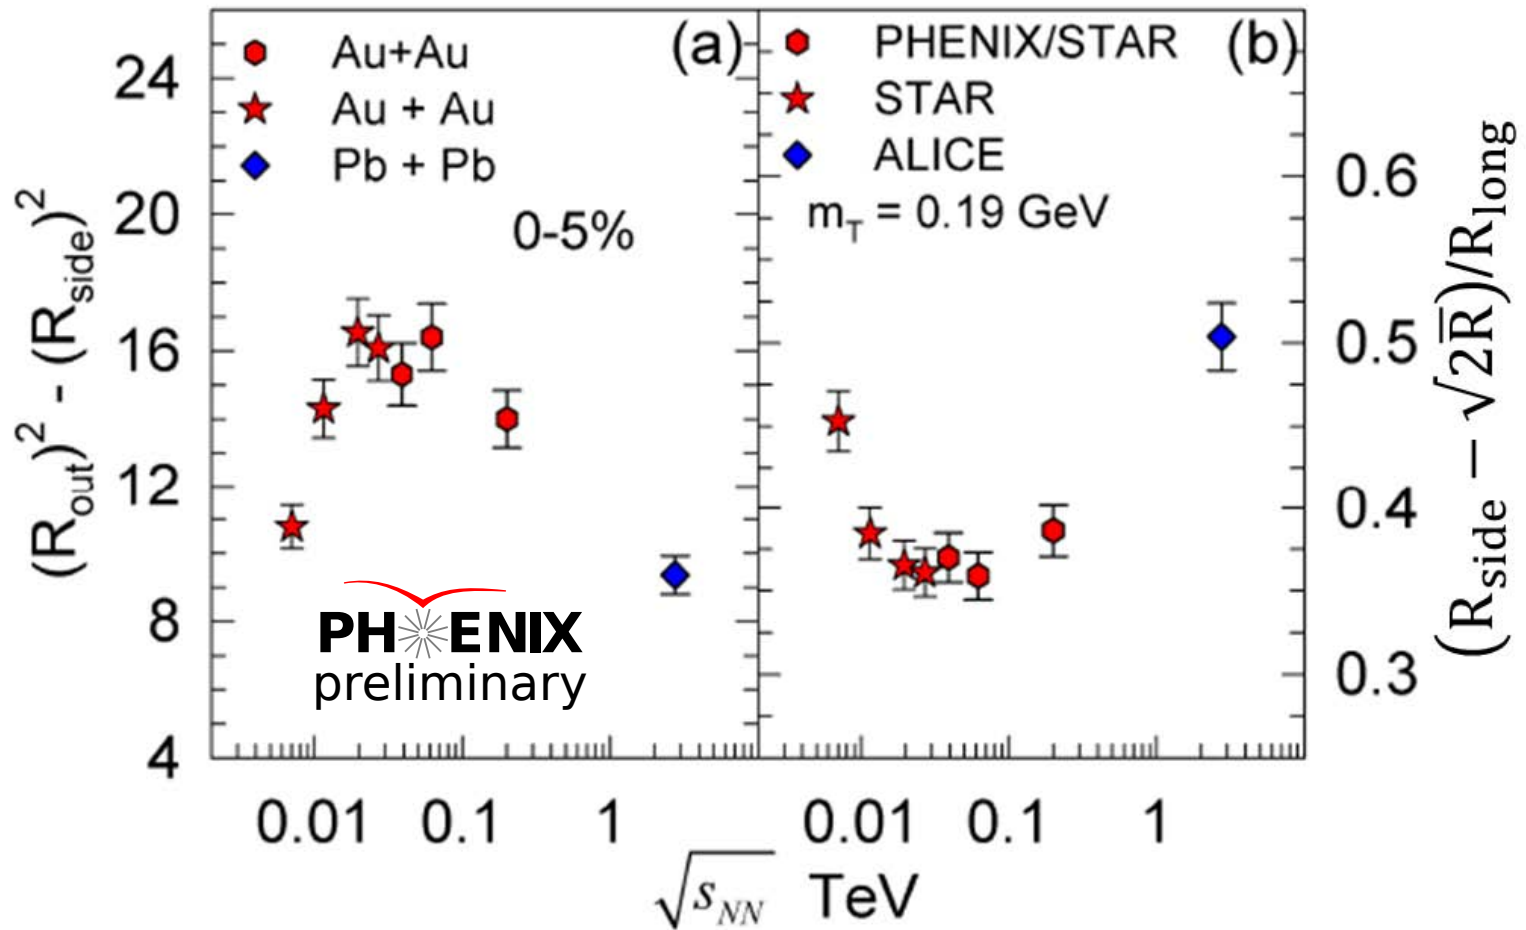 (a)
Au+Au
Au + Au
Pb + Pb
0-5%
(b)
PHENIX/STAR
STAR
ALICE
m_T = 0.19 GeV
(R_out)^2 - (R_side)^2
24
20
16
12
8
4
PHENIX
preliminary
0.6
0.5
0.4
0.3
(R_side − √2R̅)/R_long
0.01 0.1 1
0.01 0.1 1
√s_NN TeV